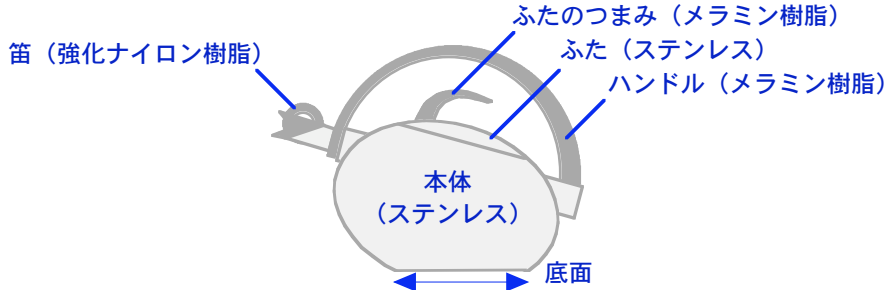 ふたのつまみ（メラミン樹脂）
笛（強化ナイロン樹脂）
ふた（ステンレス）
ハンドル（メラミン樹脂）
本体
（ステンレス）
底面